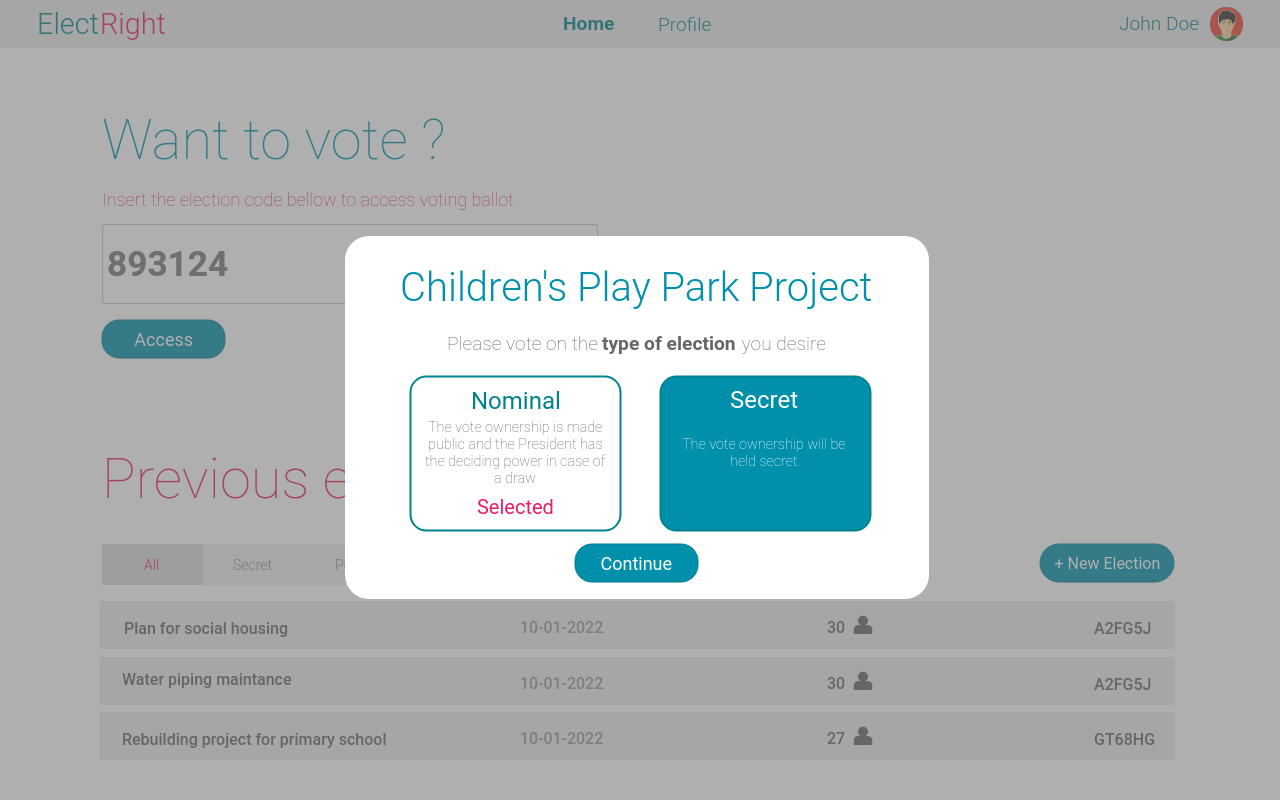 ElectRight
Home
Profile
John Doe
Want to vote ?
Insert the election code bellow to access voting ballot
893124
Access
Children's Play Park Project
Please vote on the type of election you desire
Nominal
The vote ownership is made
public and the President has
the deciding power in case of
a draw
Selected
Secret
The vote ownership will be
held secret.
Continue
Previous
All
Secret
+ New Election
Plan for social housing
10-01-2022
30
A2FG5J
Water piping maintance
10-01-2022
30
A2FG5J
Rebuilding project for primary school
10-01-2022
27
GT68HG